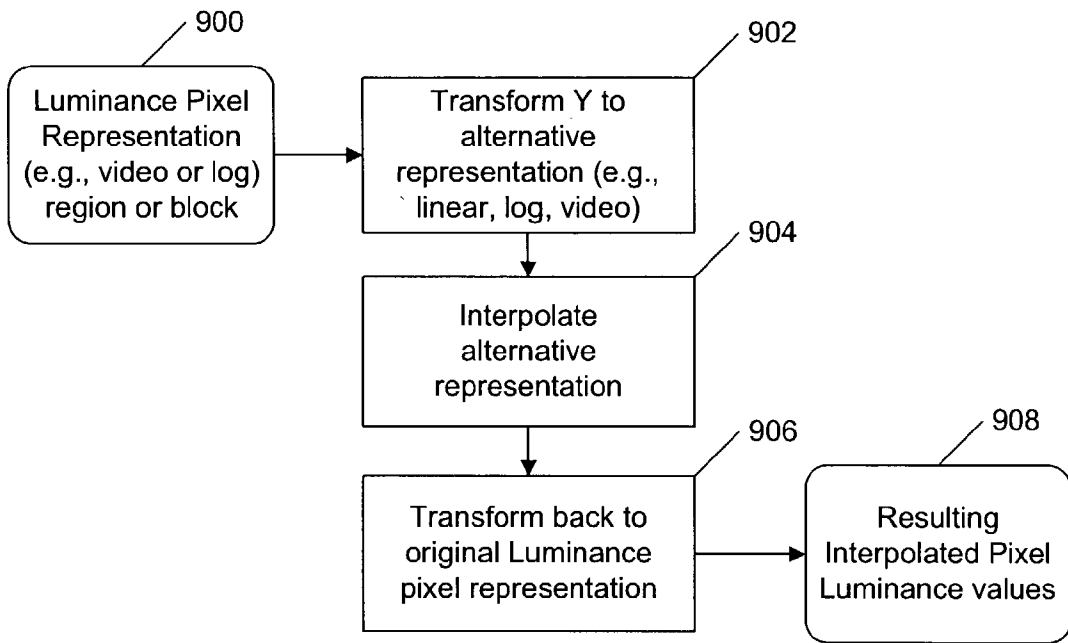 900
Luminance Pixel
Representation
(e.g., video or log)
region or block
902
Transform Y to
alternative
representation (e.g.,
linear, log, video)
904
Interpolate
alternative
representation
906
Transform back to
original Luminance
pixel representation
908
Resulting
Interpolated Pixel
Luminance values